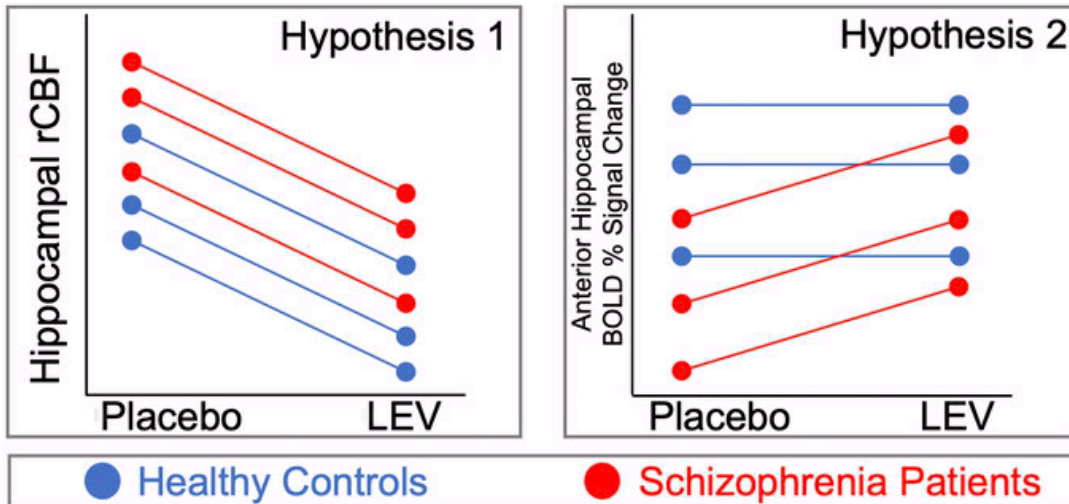 Hypothesis 1
Hippocampal rCBF
Placebo
LEV
Hypothesis 2
Anterior Hippocampal
BOLD % Signal Change
Placebo
LEV
Healthy Controls
Schizophrenia Patients